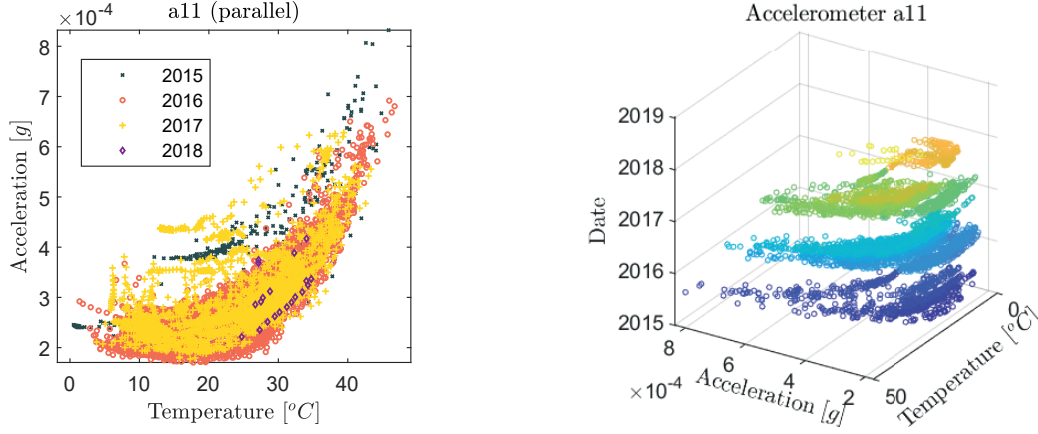 a11 (parallel)
×10⁻⁴
8
7
6
5
4
3
2
0 10 20 30 40
Temperature [°C]
Acceleration [g]
2015
2016
2017
2018
Accelerometer a11
2019
2018
2017
2016
2015
Date
8 6 4 2
×10⁻⁴
Acceleration [g]
50 0
Temperature [°C]